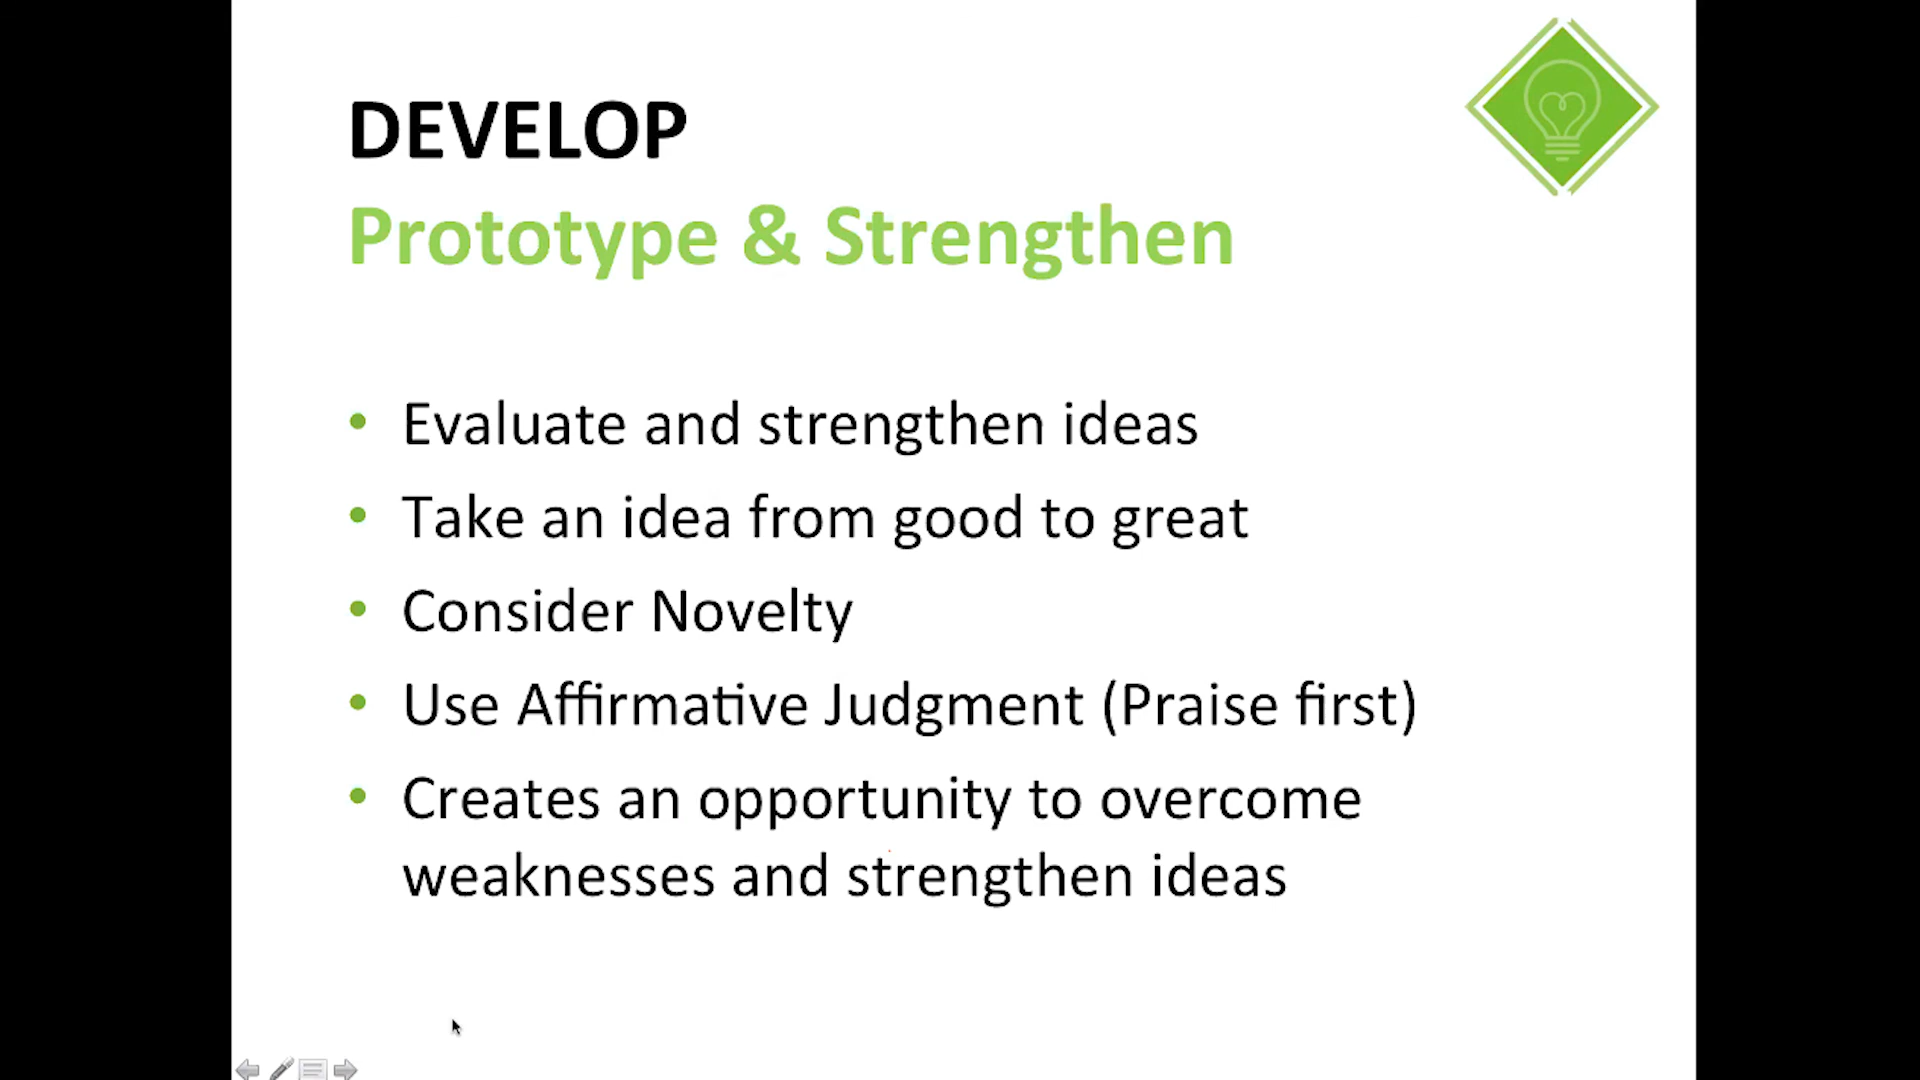 DEVELOP
Prototype & Strengthen
• Evaluate and strengthen ideas
• Take an idea from good to great
• Consider Novelty
• Use Affirmative Judgment (Praise first)
• Creates an opportunity to overcome
weaknesses and strengthen ideas